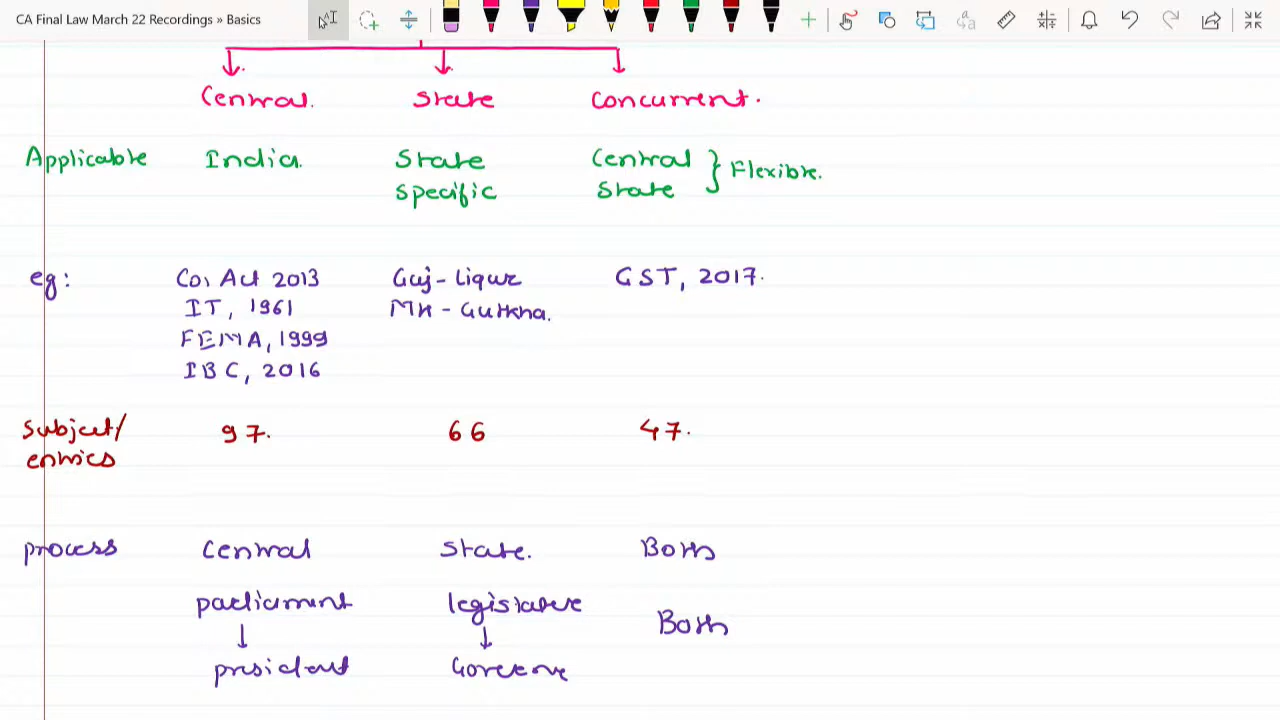 CA Final Law March 22 Recordings » Basics
Central. State Concurrent.
Applicable India. State Central } Flexible.
specific State
eg: Co, Act 2013 Guj - Liqur GST, 2017.
IT, 1961 MH - Gutkha.
FEMA, 1999
IBC, 2016
Subject/ 97. 66 47.
entries
process Central State. Both
parliament legislature Both
president Governe